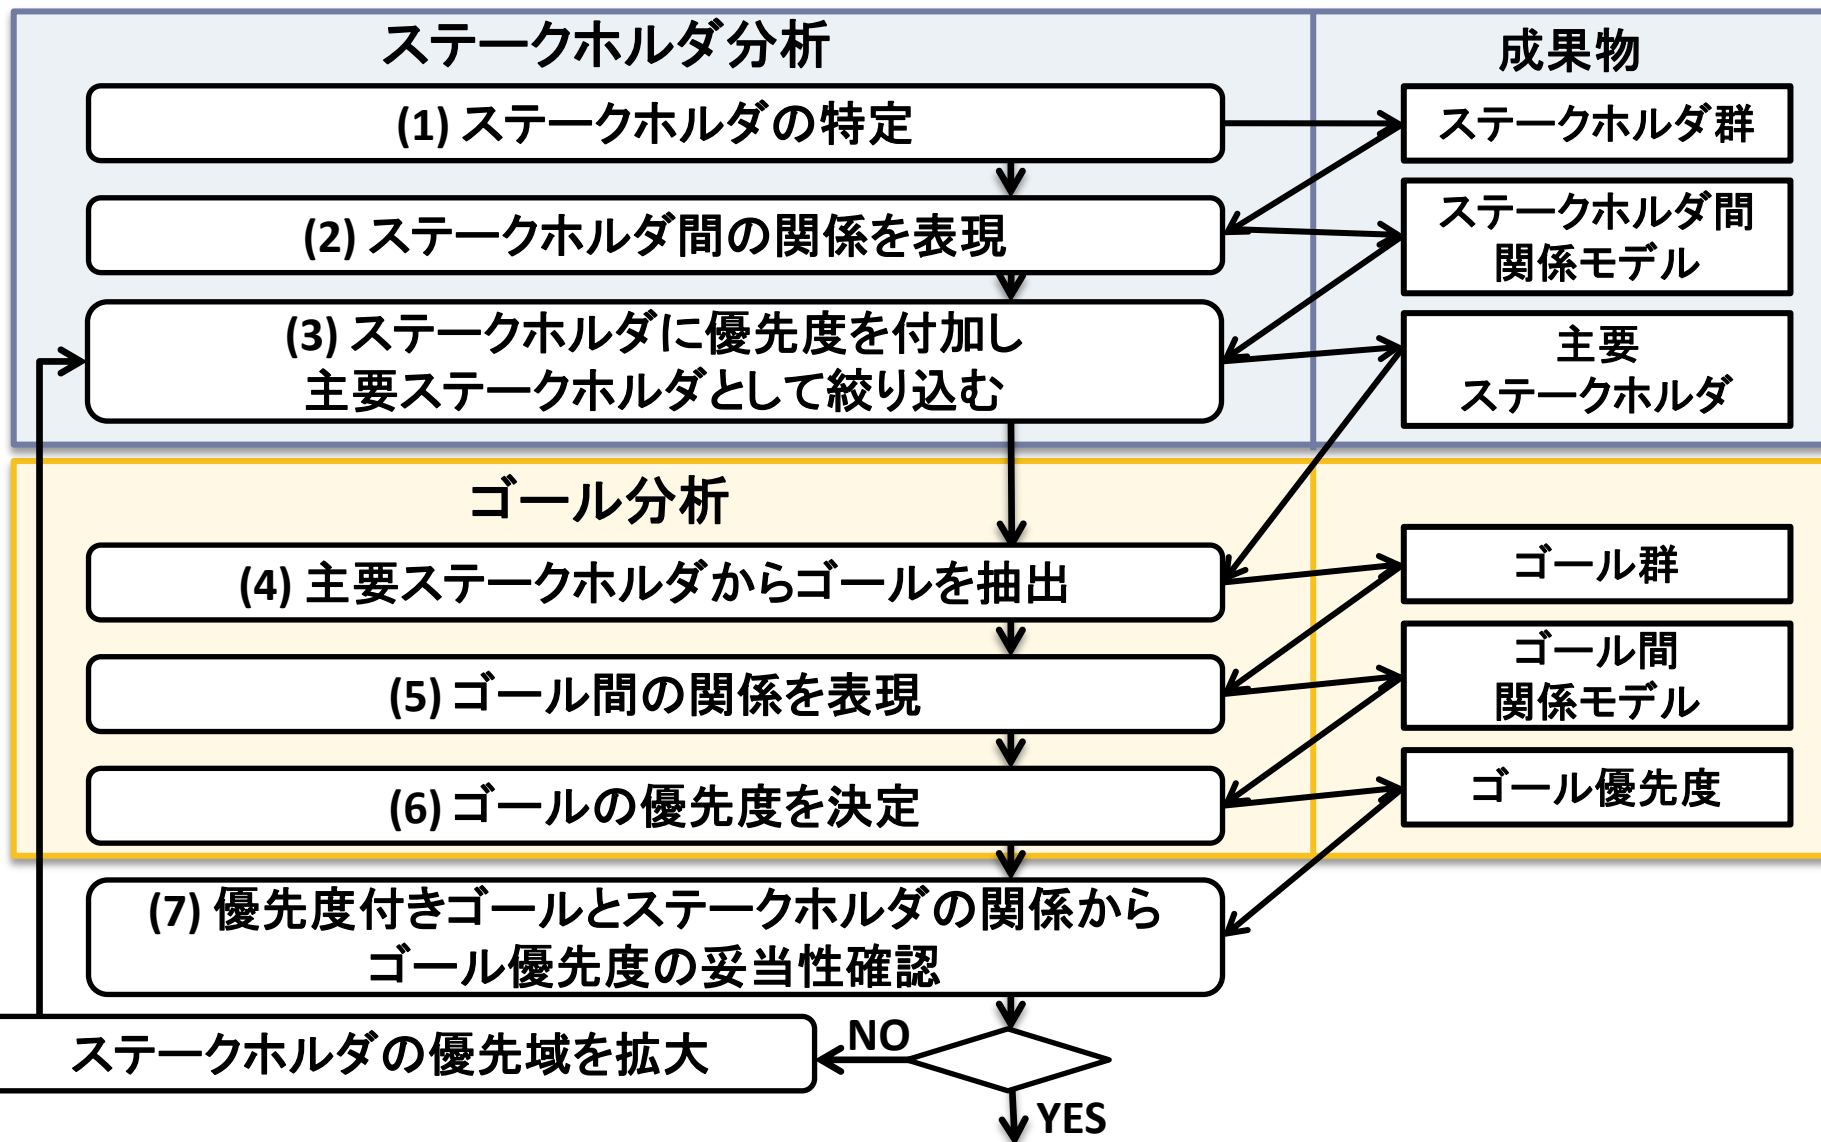 ステークホルダ分析
成果物
(1) ステークホルダの特定
ステークホルダ群
(2) ステークホルダ間の関係を表現
ステークホルダ間
関係モデル
(3) ステークホルダに優先度を付加し
主要ステークホルダとして絞り込む
主要
ステークホルダ
ゴール分析
(4) 主要ステークホルダからゴールを抽出
ゴール群
(5) ゴール間の関係を表現
ゴール間
関係モデル
(6) ゴールの優先度を決定
ゴール優先度
(7) 優先度付きゴールとステークホルダの関係から
ゴール優先度の妥当性確認
NO
ステークホルダの優先域を拡大
YES